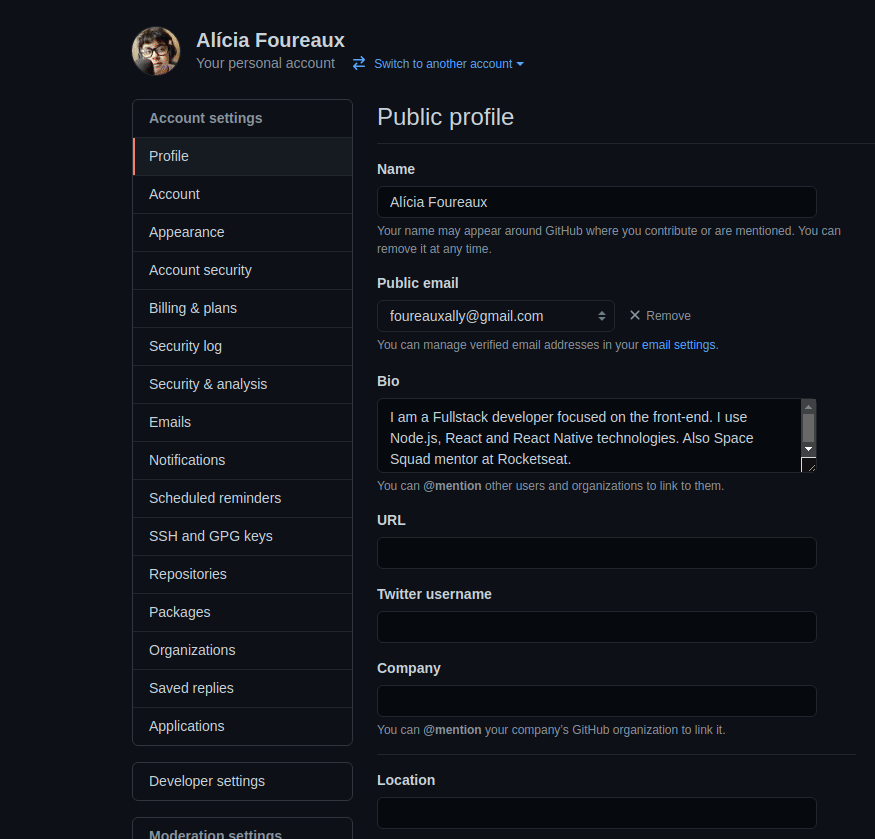 Alícia Foureaux
Your personal account
Switch to another account
Account settings
Profile
Account
Appearance
Account security
Billing & plans
Security log
Security & analysis
Emails
Notifications
Scheduled reminders
SSH and GPG keys
Repositories
Packages
Organizations
Saved replies
Applications
Developer settings
Moderation settings
Public profile
Name
Alícia Foureaux
Your name may appear around GitHub where you contribute or are mentioned. You can
remove it at any time.
Public email
foureauxally@gmail.com
Remove
You can manage verified email addresses in your email settings.
Bio
I am a Fullstack developer focused on the front-end. I use
Node.js, React and React Native technologies. Also Space
Squad mentor at Rocketseat.
You can @mention other users and organizations to link to them.
URL
Twitter username
Company
You can @mention your company's GitHub organization to link it.
Location